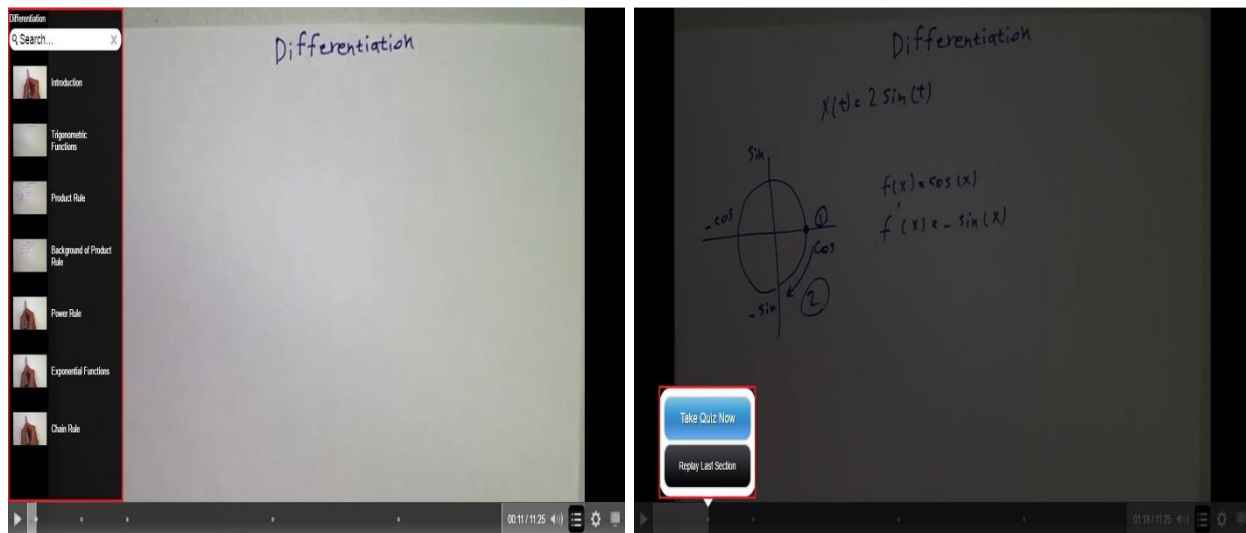 Differentiation
Search... X
Introduction
Trigonometric
Functions
Product Rule
Background of Product
Rule
Power Rule
Exponential Functions
Chain Rule
Differentiation
00:11 / 11:25
Differentiation
X(t) = 2 Sin(t)
Sin
-cos
1
Cos
-sin
2
f(x) = cos(x)
f'(x) = - sin(x)
Take Quiz Now
Replay Last Section
01:18 / 11:25